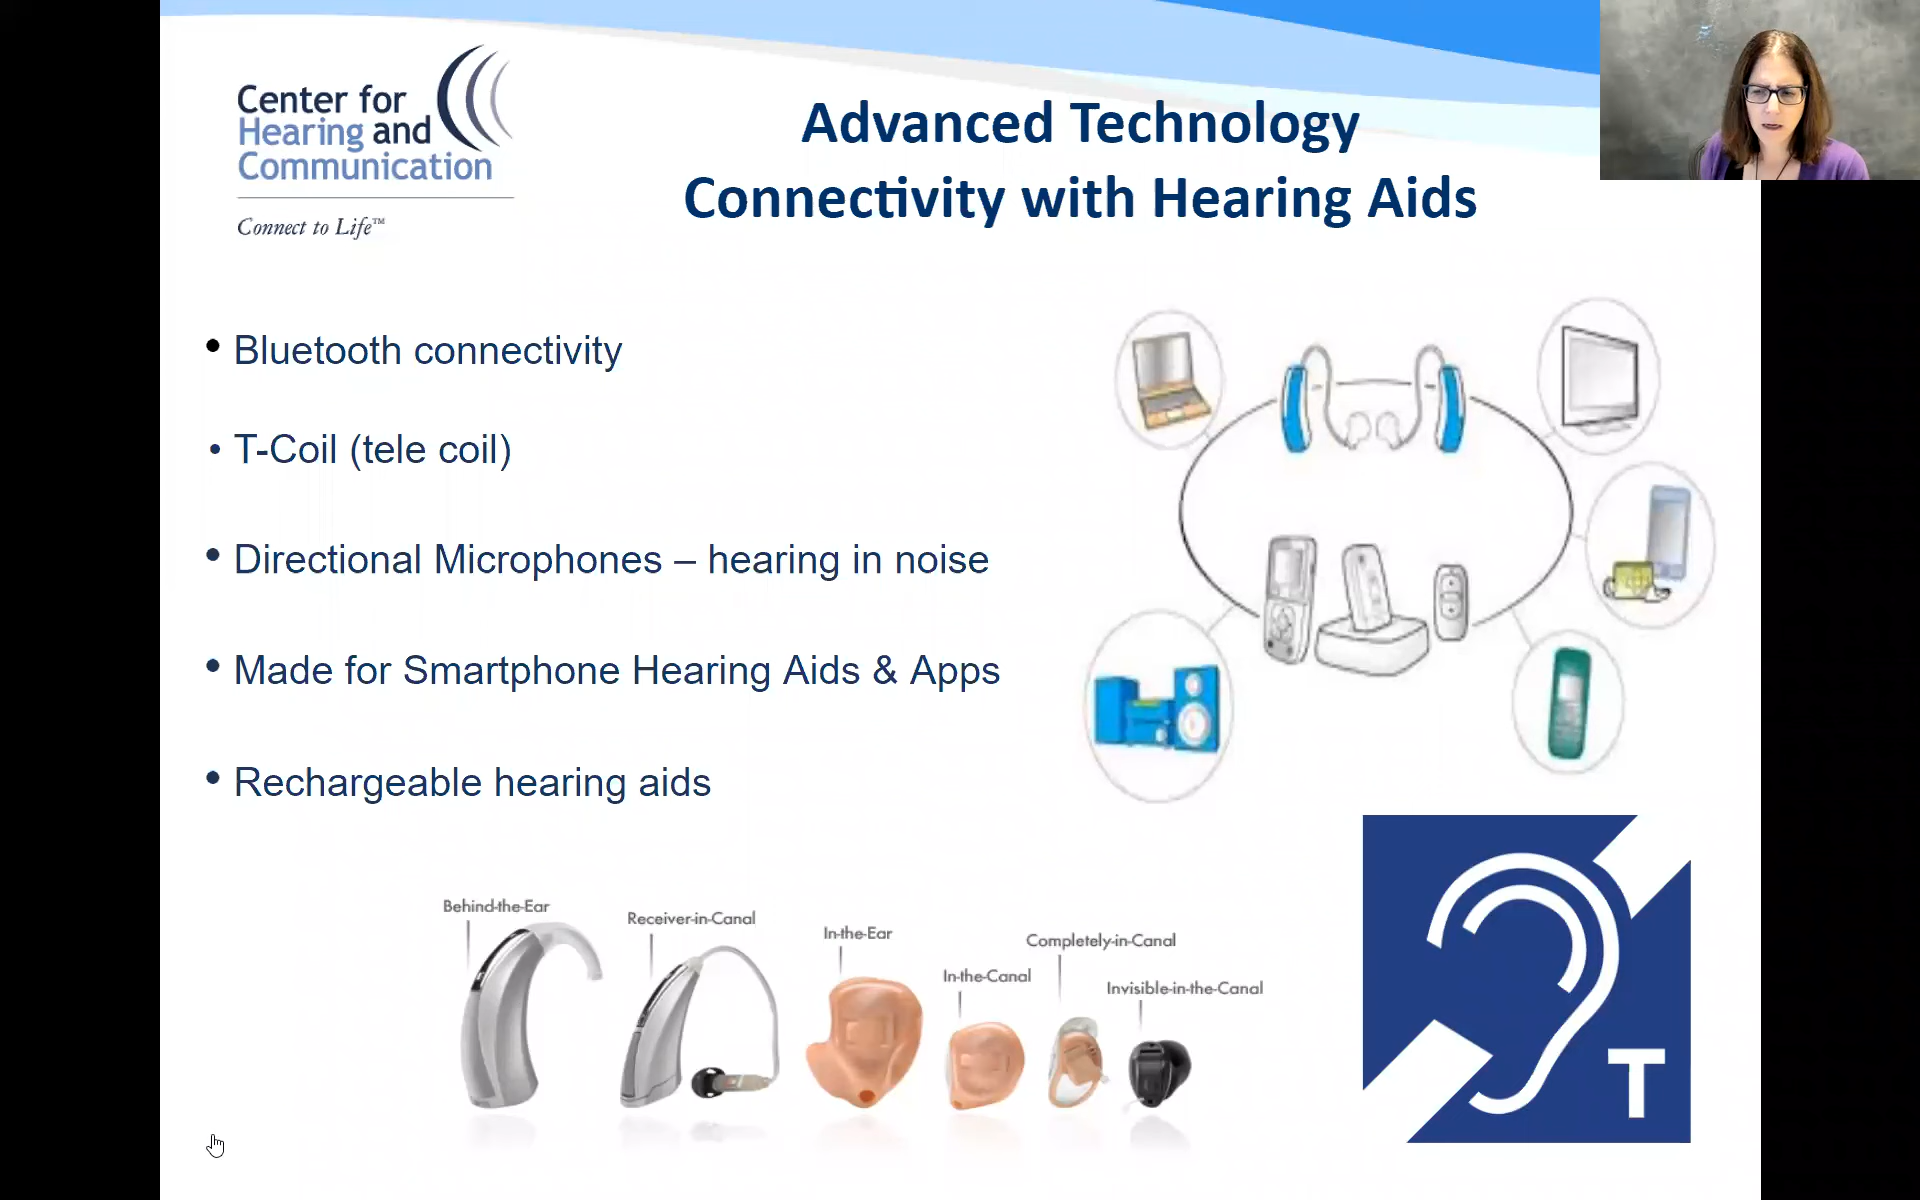 Center for
Hearing and
Communication
Connect to Life™
Advanced Technology
Connectivity with Hearing Aids
• Bluetooth connectivity
• T-Coil (tele coil)
• Directional Microphones – hearing in noise
• Made for Smartphone Hearing Aids & Apps
• Rechargeable hearing aids
Behind-the-Ear
Receiver-in-Canal
In-the-Ear
In-the-Canal
Completely-in-Canal
Invisible-in-the-Canal
T